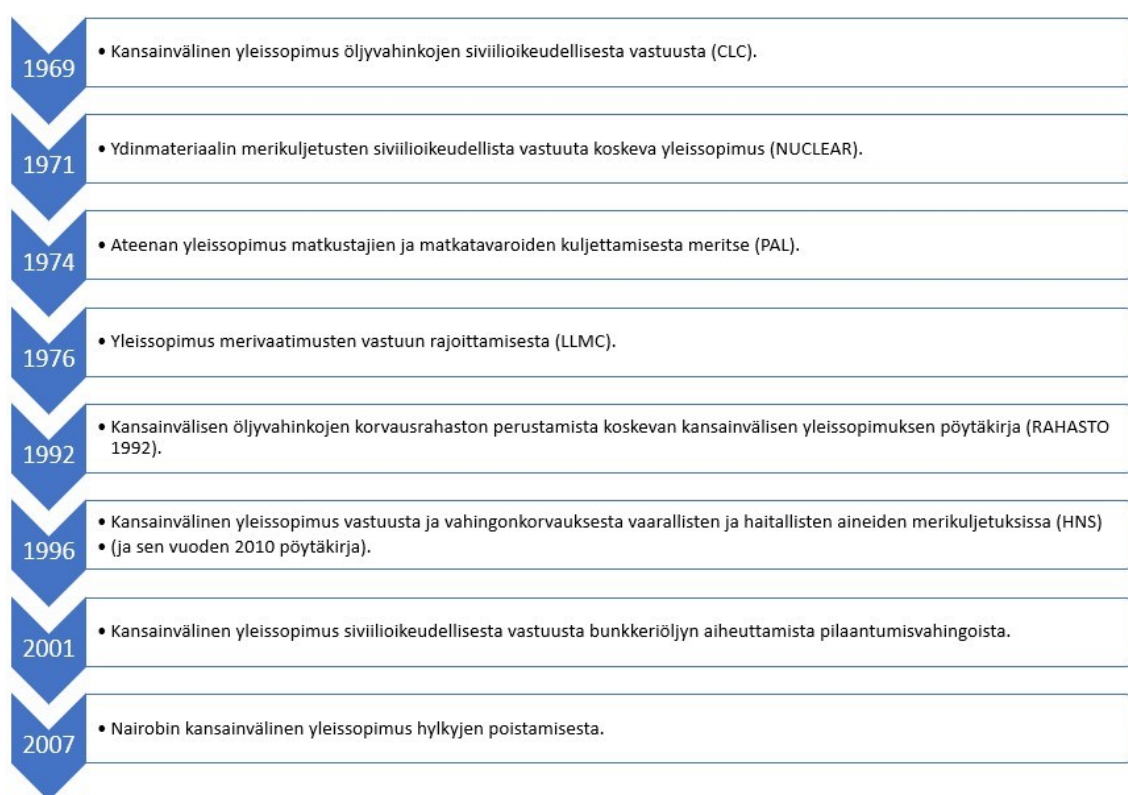 1969
• Kansainvälinen yleissopimus öljyvahinkojen siviilioikeudellisesta vastuusta (CLC).
1971
• Ydinmateriaalin merikuljetusten siviilioikeudellista vastuuta koskeva yleissopimus (NUCLEAR).
1974
• Ateenan yleissopimus matkustajien ja matkatavaroiden kuljettamisesta meritse (PAL).
1976
• Yleissopimus merivaatimusten vastuun rajoittamisesta (LLMC).
1992
• Kansainvälisen öljyvahinkojen korvausrahaston perustamista koskevan kansainvälisen yleissopimuksen pöytäkirja (RAHASTO
1992).
1996
• Kansainvälinen yleissopimus vastuusta ja vahingonkorvauksesta vaarallisten ja haitallisten aineiden merikuljetuksissa (HNS)
• (ja sen vuoden 2010 pöytäkirja).
2001
• Kansainvälinen yleissopimus siviilioikeudellisesta vastuusta bunkkeriöljyn aiheuttamista pilaantumisvahingoista.
2007
• Nairobin kansainvälinen yleissopimus hylkyjen poistamisesta.